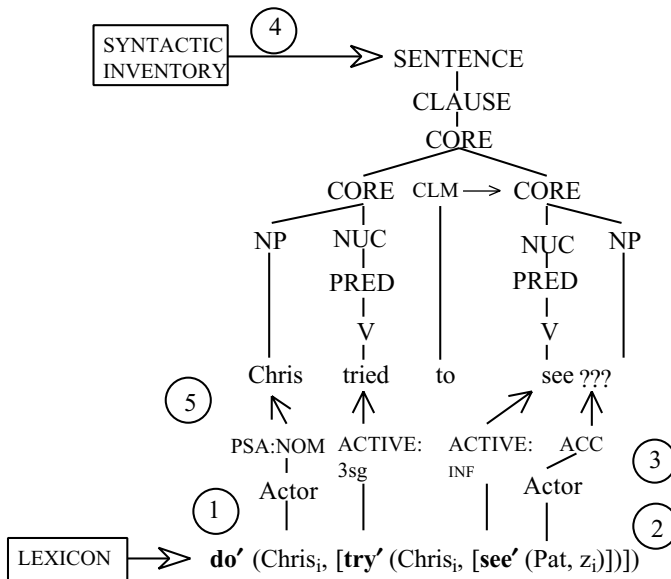 SYNTACTIC
INVENTORY
4
SENTENCE
CLAUSE
CORE
CORE CLM CORE
NP NUC NUC NP
PRED PRED
V V
Chris tried to see ???
5
PSA:NOM ACTIVE: ACTIVE: ACC
3sg INF
3
Actor Actor
1
2
LEXICON
do′ (Chrisᵢ, [try′ (Chrisᵢ, [see′ (Pat, zᵢ)])])